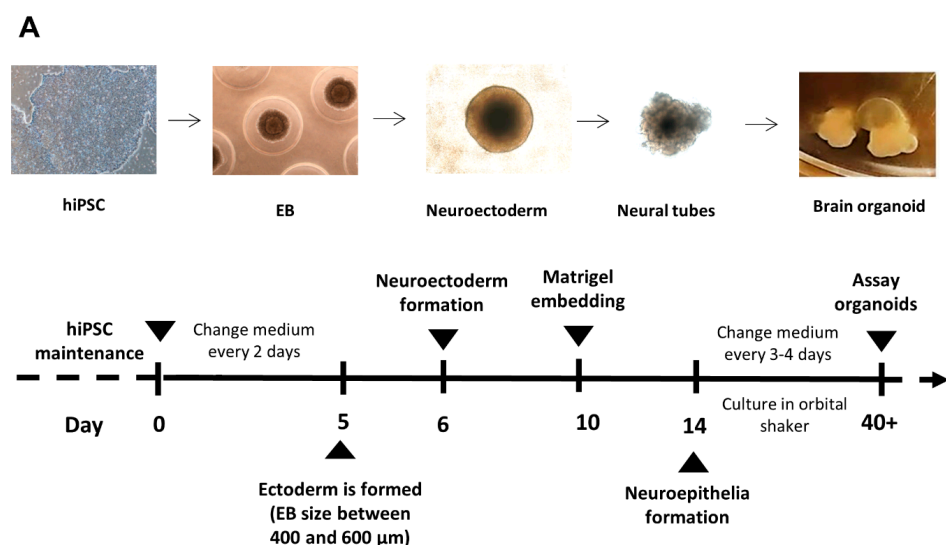 A
hiPSC
EB
Neuroectoderm
Neural tubes
Brain organoid
Neuroectoderm
formation
Matrigel
embedding
Assay
organoids
hiPSC
maintenance
Change medium
every 2 days
Change medium
every 3-4 days
Day
0
5
6
10
14
40+
Culture in orbital
shaker
Ectoderm is formed
(EB size between
400 and 600 µm)
Neuroepithelia
formation